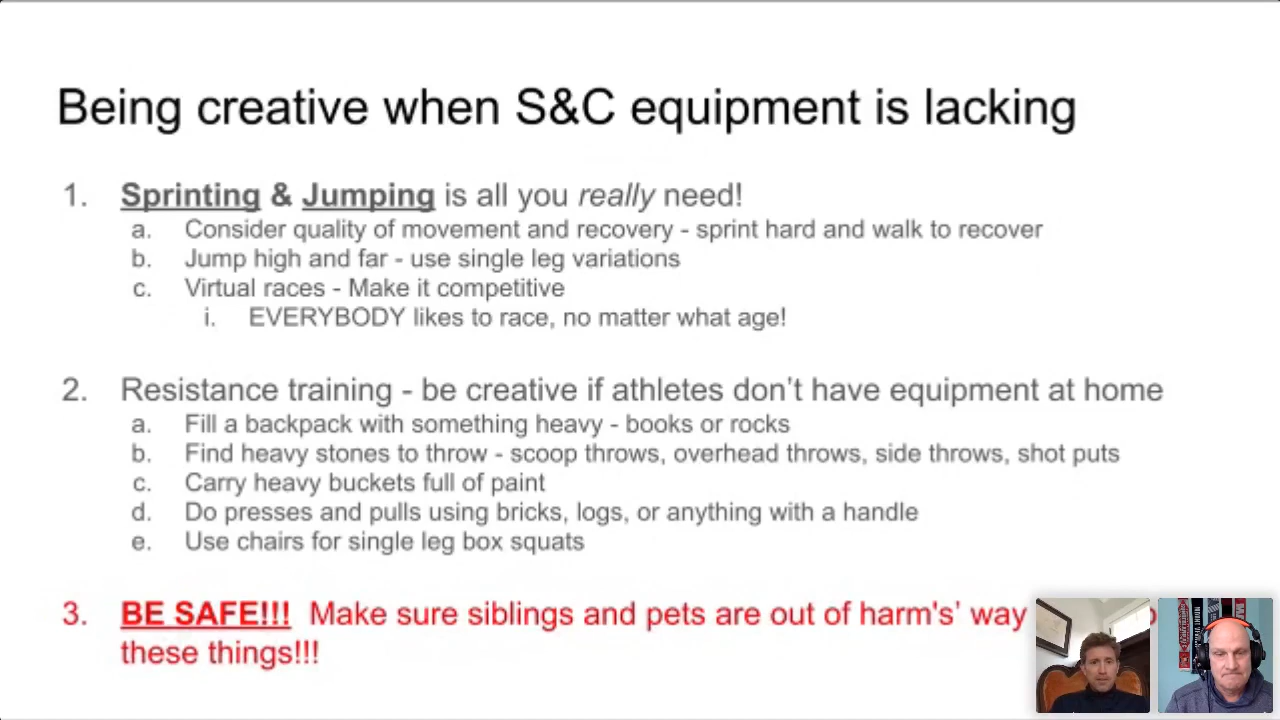 Being creative when S&C equipment is lacking
1. Sprinting & Jumping is all you really need!
a. Consider quality of movement and recovery - sprint hard and walk to recover
b. Jump high and far - use single leg variations
c. Virtual races - Make it competitive
i. EVERYBODY likes to race, no matter what age!
2. Resistance training - be creative if athletes don't have equipment at home
a. Fill a backpack with something heavy - books or rocks
b. Find heavy stones to throw - scoop throws, overhead throws, side throws, shot puts
c. Carry heavy buckets full of paint
d. Do presses and pulls using bricks, logs, or anything with a handle
e. Use chairs for single leg box squats
3. BE SAFE!!! Make sure siblings and pets are out of harm's' way
these things!!!